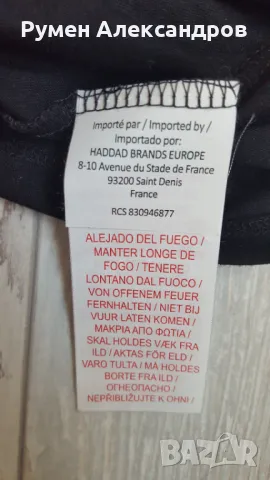 Румен Александров
Importé par / Imported by /
Importado por:
HADDAD BRANDS EUROPE
8-10 Avenue du Stade de France
93200 Saint Denis
France
RCS 830946877
ALEJADO DEL FUEGO /
MANTER LONGE DE
FOGO / TENERE
LONTANO DAL FUOCO /
VON OFFENEM FEUER
FERNHALTEN / NIET BIJ
VUUR LATEN KOMEN /
ΜΑΚΡΙΑ ΑΠΟ ΦΩΤΙΑ /
SKAL HOLDES VÆK FRA
ILD / AKTAS FÖR ELD /
VARO TULTA / MÅ HOLDES
BORTE FRA ILD /
ОГНЕОПАСНО /
NEPŘIBLIŽUJTE K OHNI /
bazar